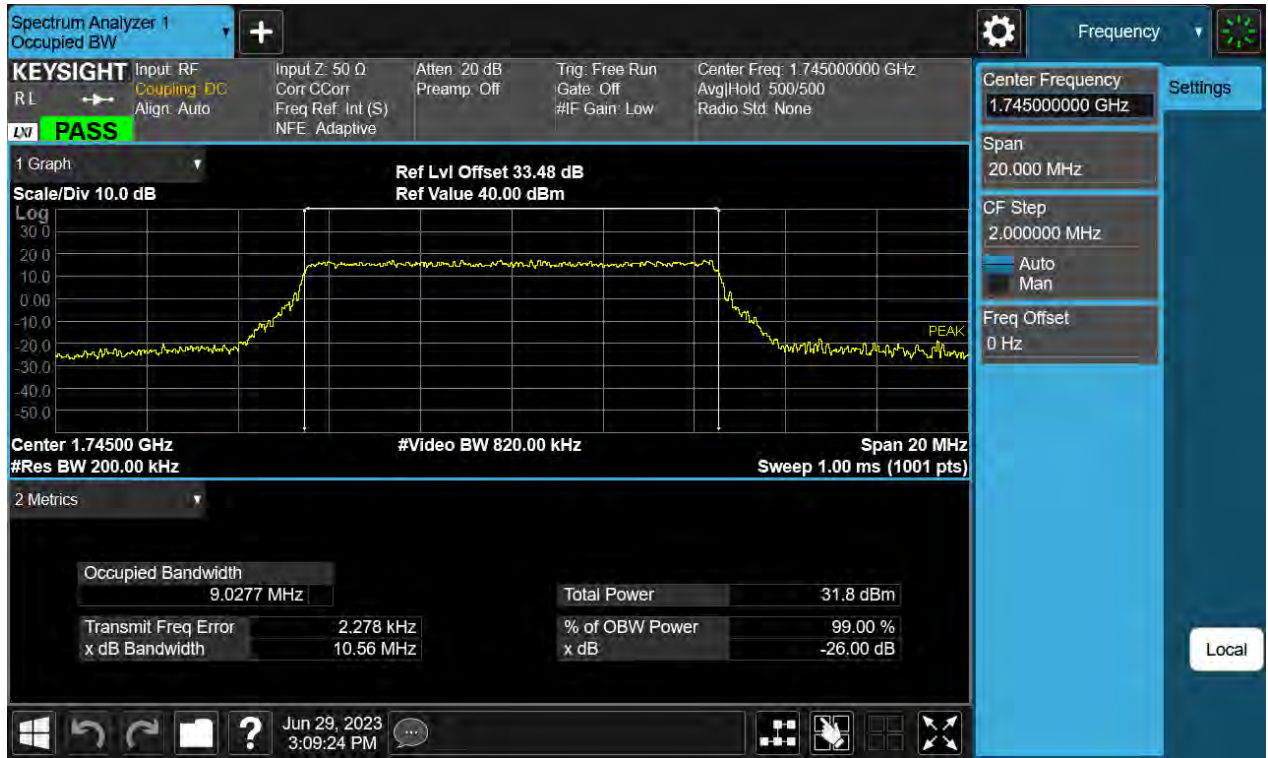 Spectrum Analyzer 1
Occupied BW
Frequency
KEYSIGHT
RL
LXI
PASS
Input: RF
Coupling: DC
Align: Auto
Input Z: 50 Ω
Corr CCorr
Freq Ref: Int (S)
NFE: Adaptive
Atten: 20 dB
Preamp: Off
Trig: Free Run
Gate: Off
#IF Gain: Low
Center Freq: 1.745000000 GHz
Avg|Hold: 500/500
Radio Std: None
1 Graph
Scale/Div 10.0 dB
Ref Lvl Offset 33.48 dB
Ref Value 40.00 dBm
Log
30.0
20.0
10.0
0.00
-10.0
-20.0
-30.0
-40.0
-50.0
PEAK
Center 1.74500 GHz
#Video BW 820.00 kHz
Span 20 MHz
#Res BW 200.00 kHz
Sweep 1.00 ms (1001 pts)
2 Metrics
Occupied Bandwidth
9.0277 MHz
Total Power 31.8 dBm
Transmit Freq Error 2.278 kHz
% of OBW Power 99.00 %
x dB Bandwidth 10.56 MHz
x dB -26.00 dB
Center Frequency
1.745000000 GHz
Settings
Span
20.000 MHz
CF Step
2.000000 MHz
Auto
Man
Freq Offset
0 Hz
Local
?
Jun 29, 2023
3:09:24 PM